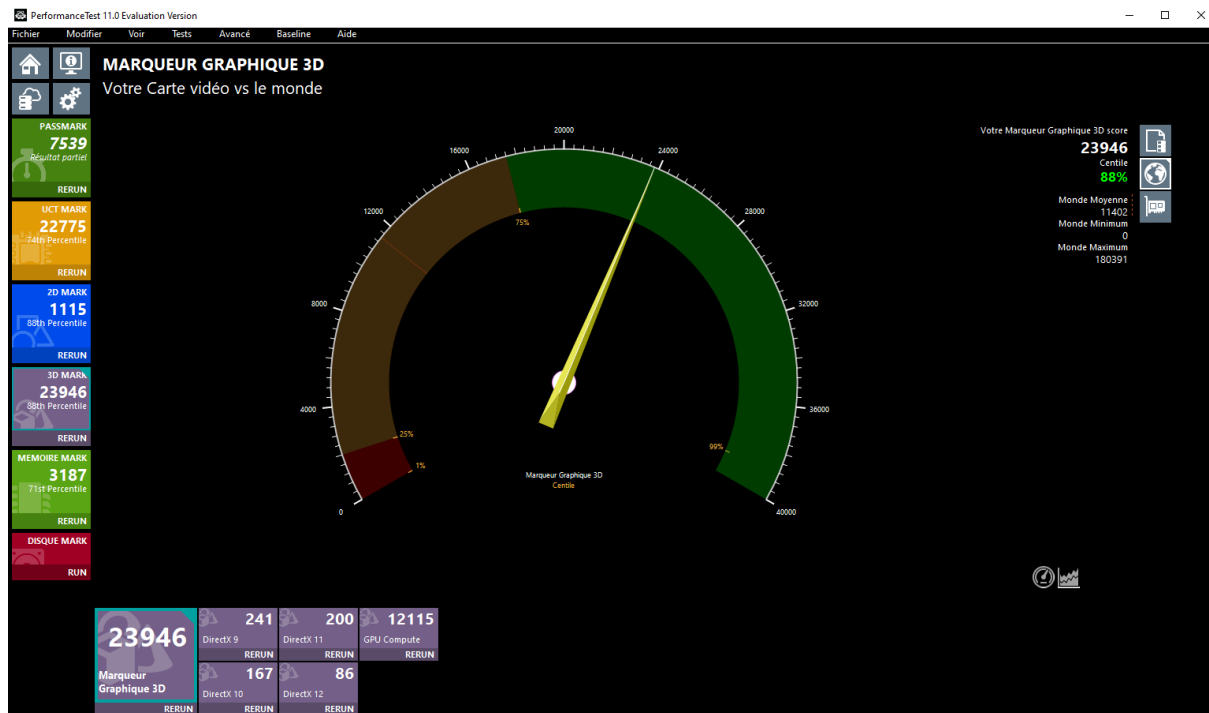 PerformanceTest 11.0 Evaluation Version
Fichier Modifier Voir Tests Avancé Baseline Aide
MARQUEUR GRAPHIQUE 3D
Votre Carte vidéo vs le monde
PASSMARK
7539
Résultat partiel
RERUN
UCT MARK
22775
74th Percentile
RERUN
2D MARK
1115
88th Percentile
RERUN
3D MARK
23946
88th Percentile
RERUN
MEMOIRE MARK
3187
71st Percentile
RERUN
DISQUE MARK
RUN
0
4000
8000
12000
16000
20000
24000
28000
32000
36000
40000
1%
25%
75%
99%
Marqueur Graphique 3D
Centile
Votre Marqueur Graphique 3D score
23946
Centile
88%
Monde Moyenne
11402
Monde Minimum
0
Monde Maximum
180391
23946
Marqueur
Graphique 3D
RERUN
241
DirectX 9
RERUN
200
DirectX 11
RERUN
12115
GPU Compute
RERUN
167
DirectX 10
RERUN
86
DirectX 12
RERUN